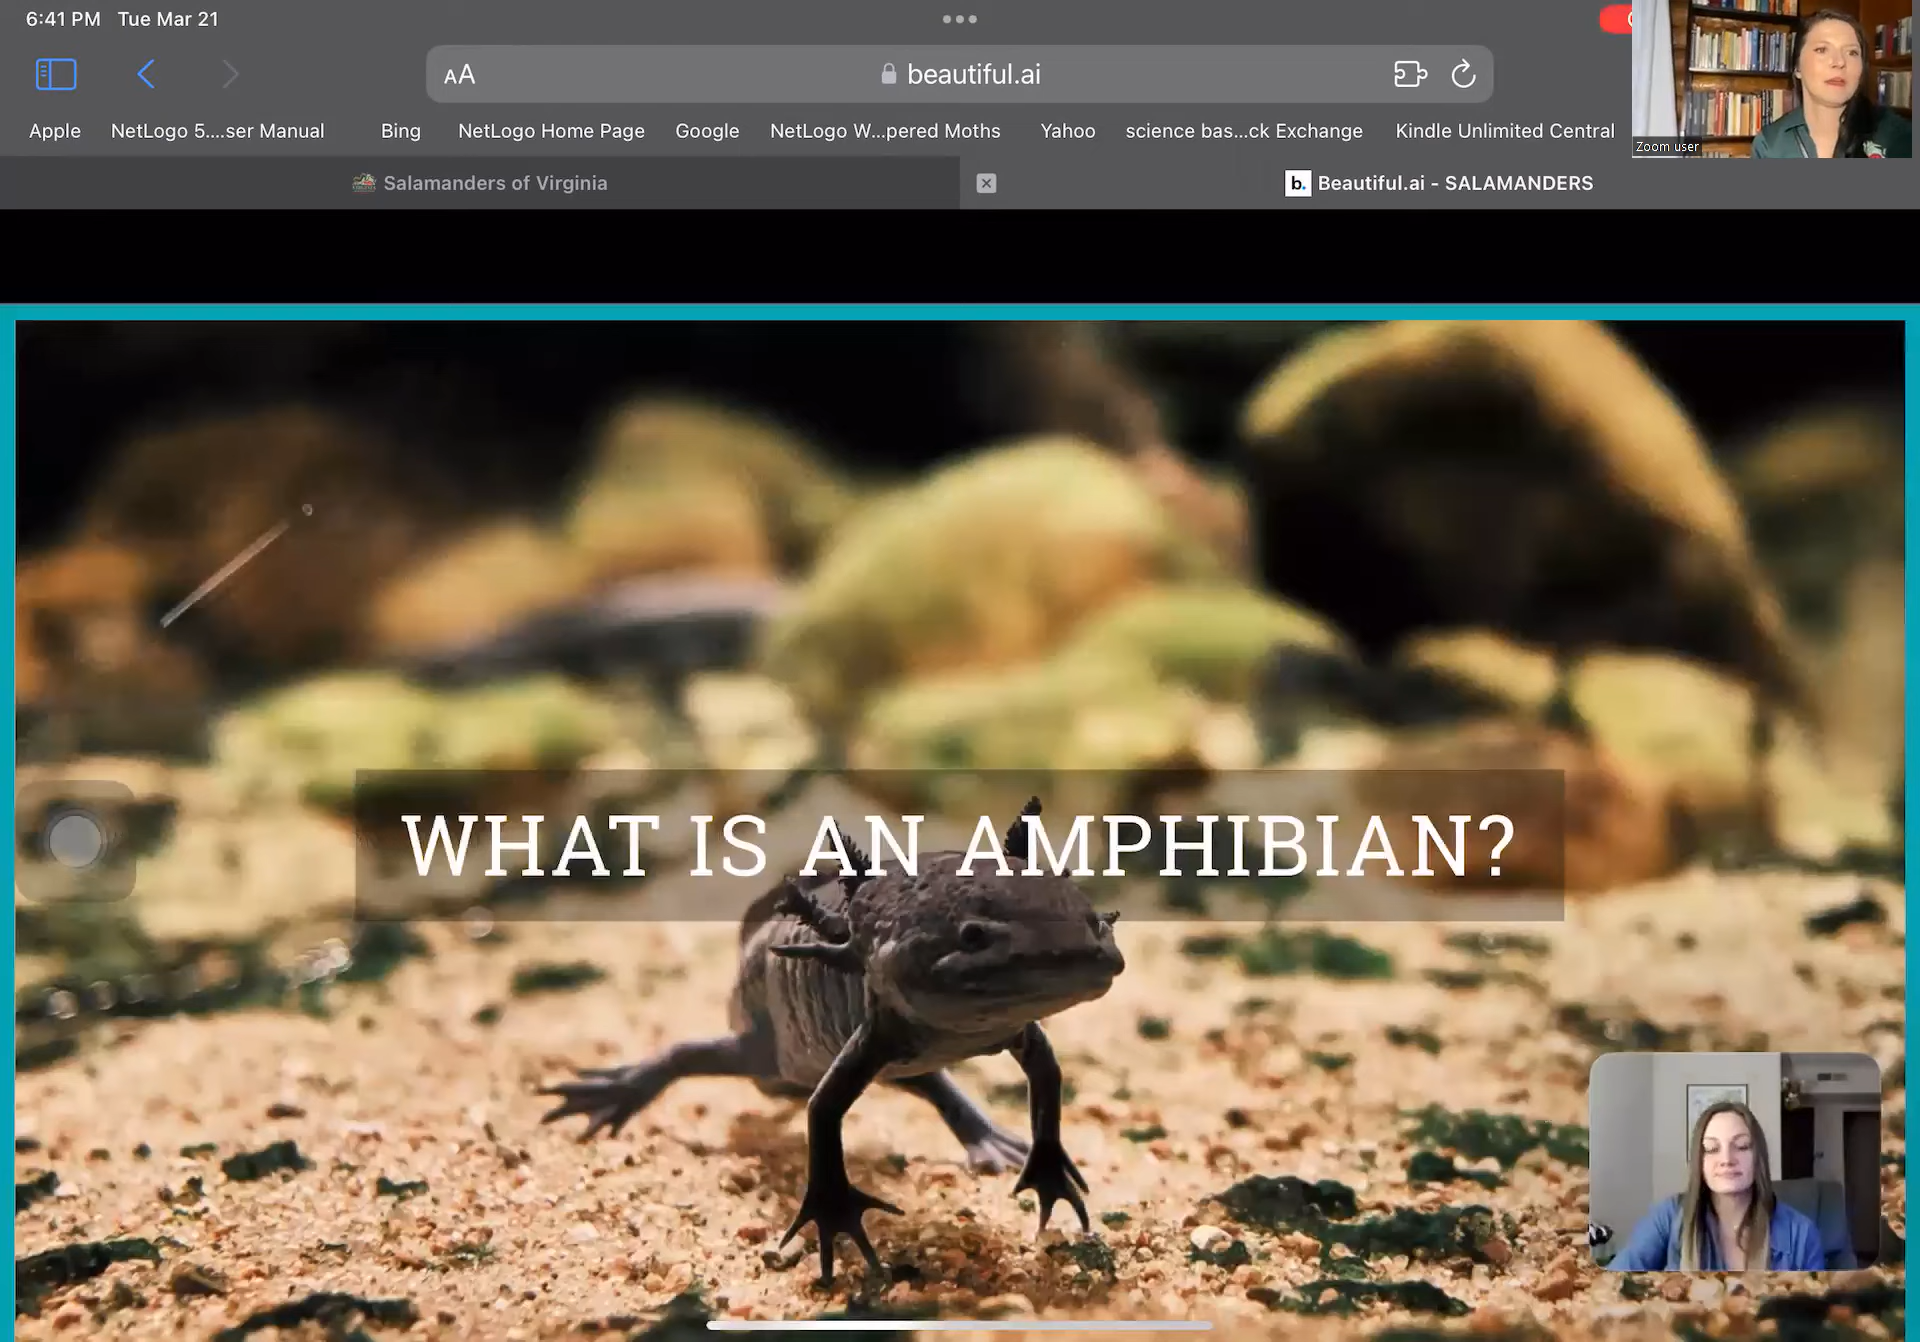 6:41 PM Tue Mar 21
AA
beautiful.ai
Apple
NetLogo 5....ser Manual
Bing
NetLogo Home Page
Google
NetLogo W...pered Moths
Yahoo
science bas...ck Exchange
Kindle Unlimited Central
Zoom user
Salamanders of Virginia
b. Beautiful.ai - SALAMANDERS
WHAT IS AN AMPHIBIAN?